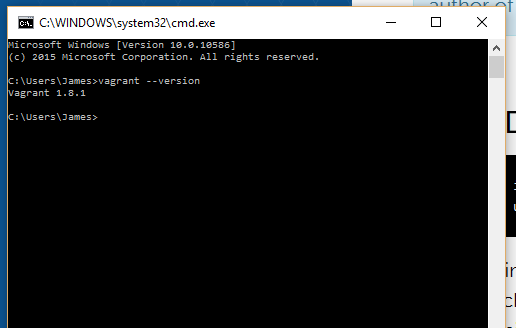 author of
C:\WINDOWS\system32\cmd.exe
Microsoft Windows [Version 10.0.10586]
(c) 2015 Microsoft Corporation. All rights reserved.
C:\Users\James>vagrant --version
Vagrant 1.8.1
C:\Users\James>